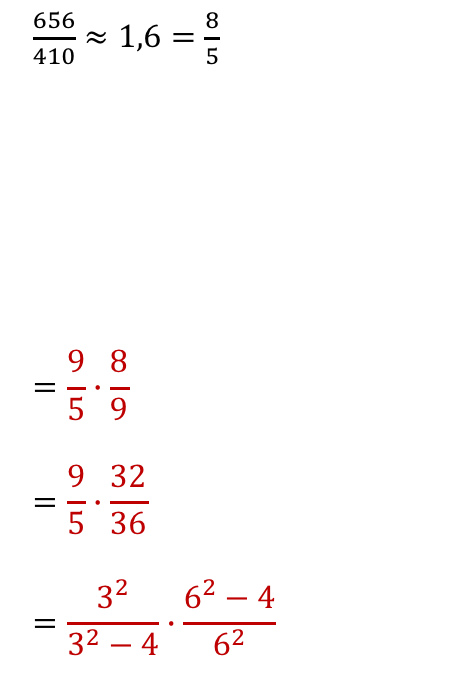 656/410 ≈ 1,6 = 8/5
= 9/5 · 8/9
= 9/5 · 32/36
= 3²/(3² − 4) · (6² − 4)/6²